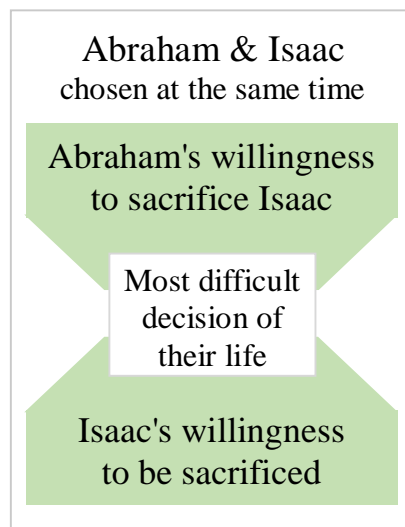 Abraham & Isaac
chosen at the same time
Abraham's willingness
to sacrifice Isaac
Most difficult
decision of
their life
Isaac's willingness
to be sacrificed